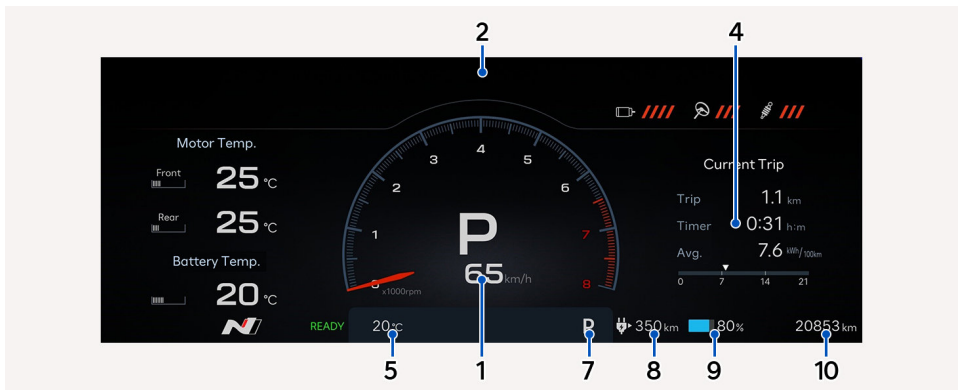 2
4
Motor Temp.
Front
25 °C
Rear
25 °C
Battery Temp.
20 °C
N
0
1
2
3
4
5
6
7
8
x1000rpm
P
65 km/h
Current Trip
Trip 1.1 km
Timer 0:31 h:m
Avg. 7.6 kWh/100km
0 7 14 21
READY 20°C P 350 km 80% 20853 km
5 1 7 8 9 10